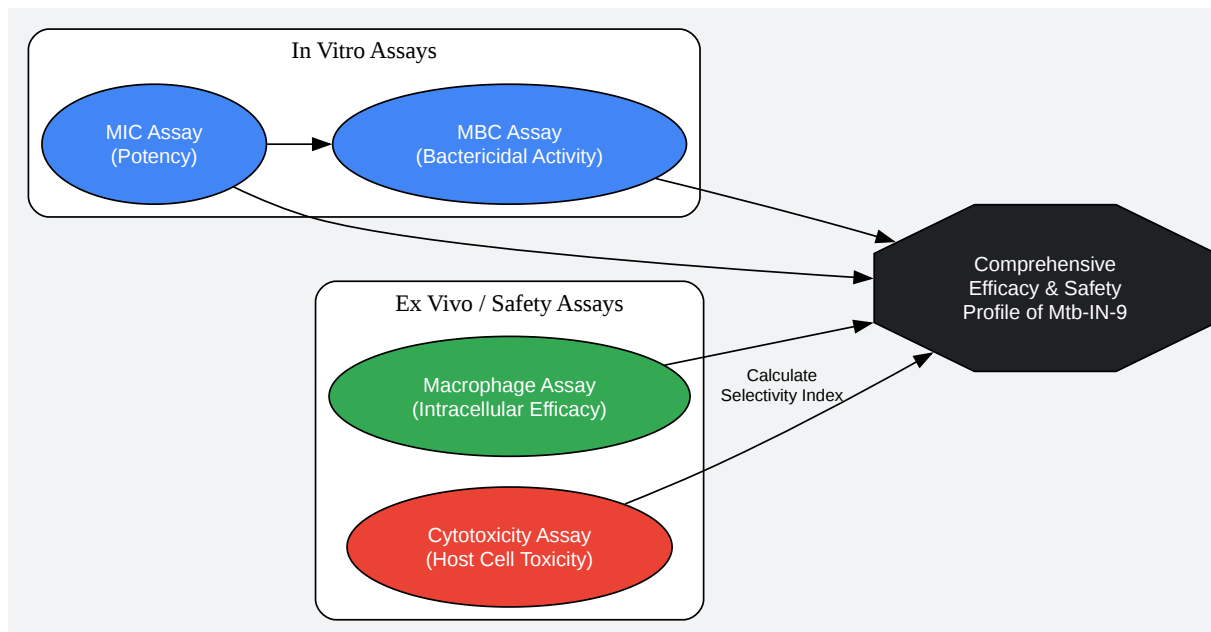 In Vitro Assays
MIC Assay
(Potency)
MBC Assay
(Bactericidal Activity)
Comprehensive
Efficacy & Safety
Profile of Mtb-IN-9
Ex Vivo / Safety Assays
Macrophage Assay
(Intracellular Efficacy)
Calculate
Selectivity Index
Cytotoxicity Assay
(Host Cell Toxicity)